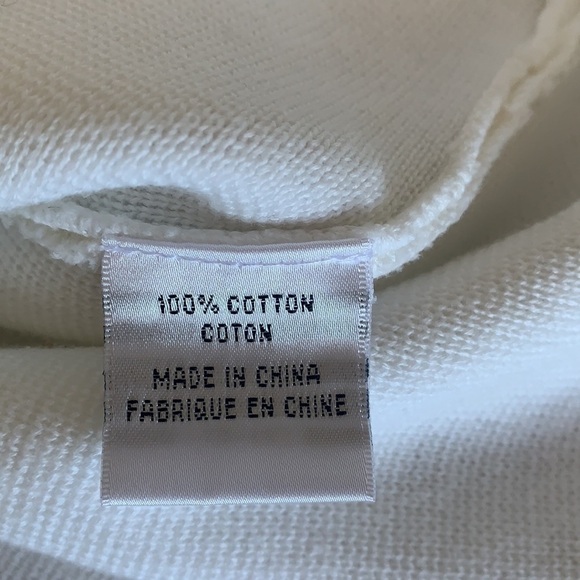 100% COTTON
COTON
MADE IN CHINA
FABRIQUE EN CHINE